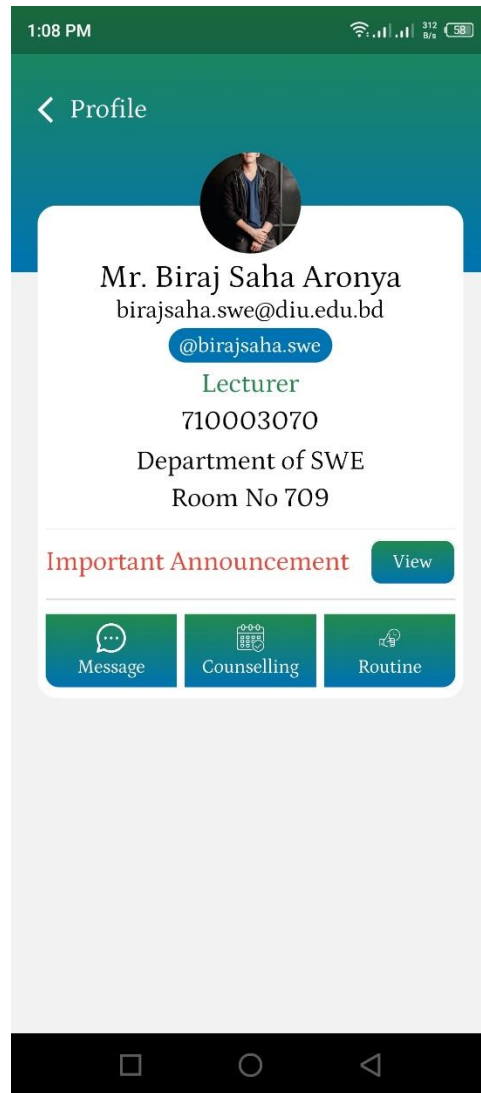 1:08 PM
312
B/s
58
Profile
Mr. Biraj Saha Aronya
birajsaha.swe@diu.edu.bd
@birajsaha.swe
Lecturer
710003070
Department of SWE
Room No 709
Important Announcement View
Message Counselling Routine